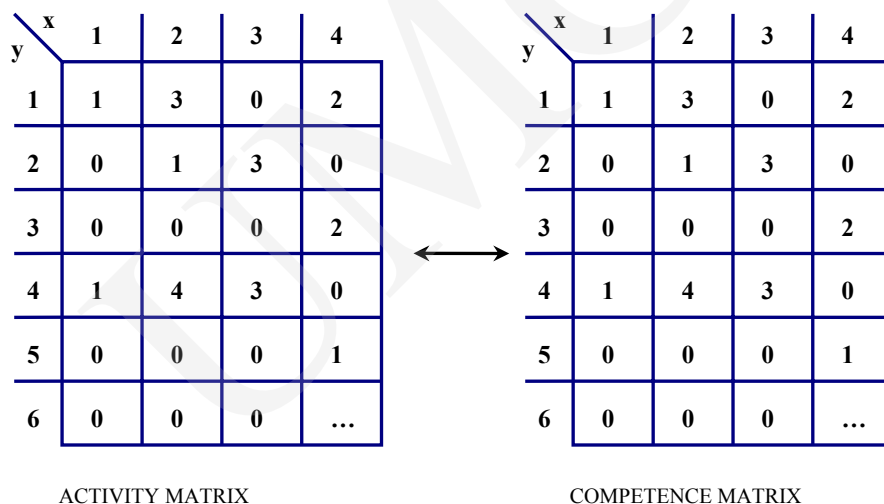 x 1 2 3 4 x 1 2 3 4
y y
1 1 3 0 2 1 1 3 0 2
2 0 1 3 0 2 0 1 3 0
3 0 0 0 2 3 0 0 0 2
4 1 4 3 0 4 1 4 3 0
5 0 0 0 1 5 0 0 0 1
6 0 0 0 ... 6 0 0 0 ...
ACTIVITY MATRIX COMPETENCE MATRIX